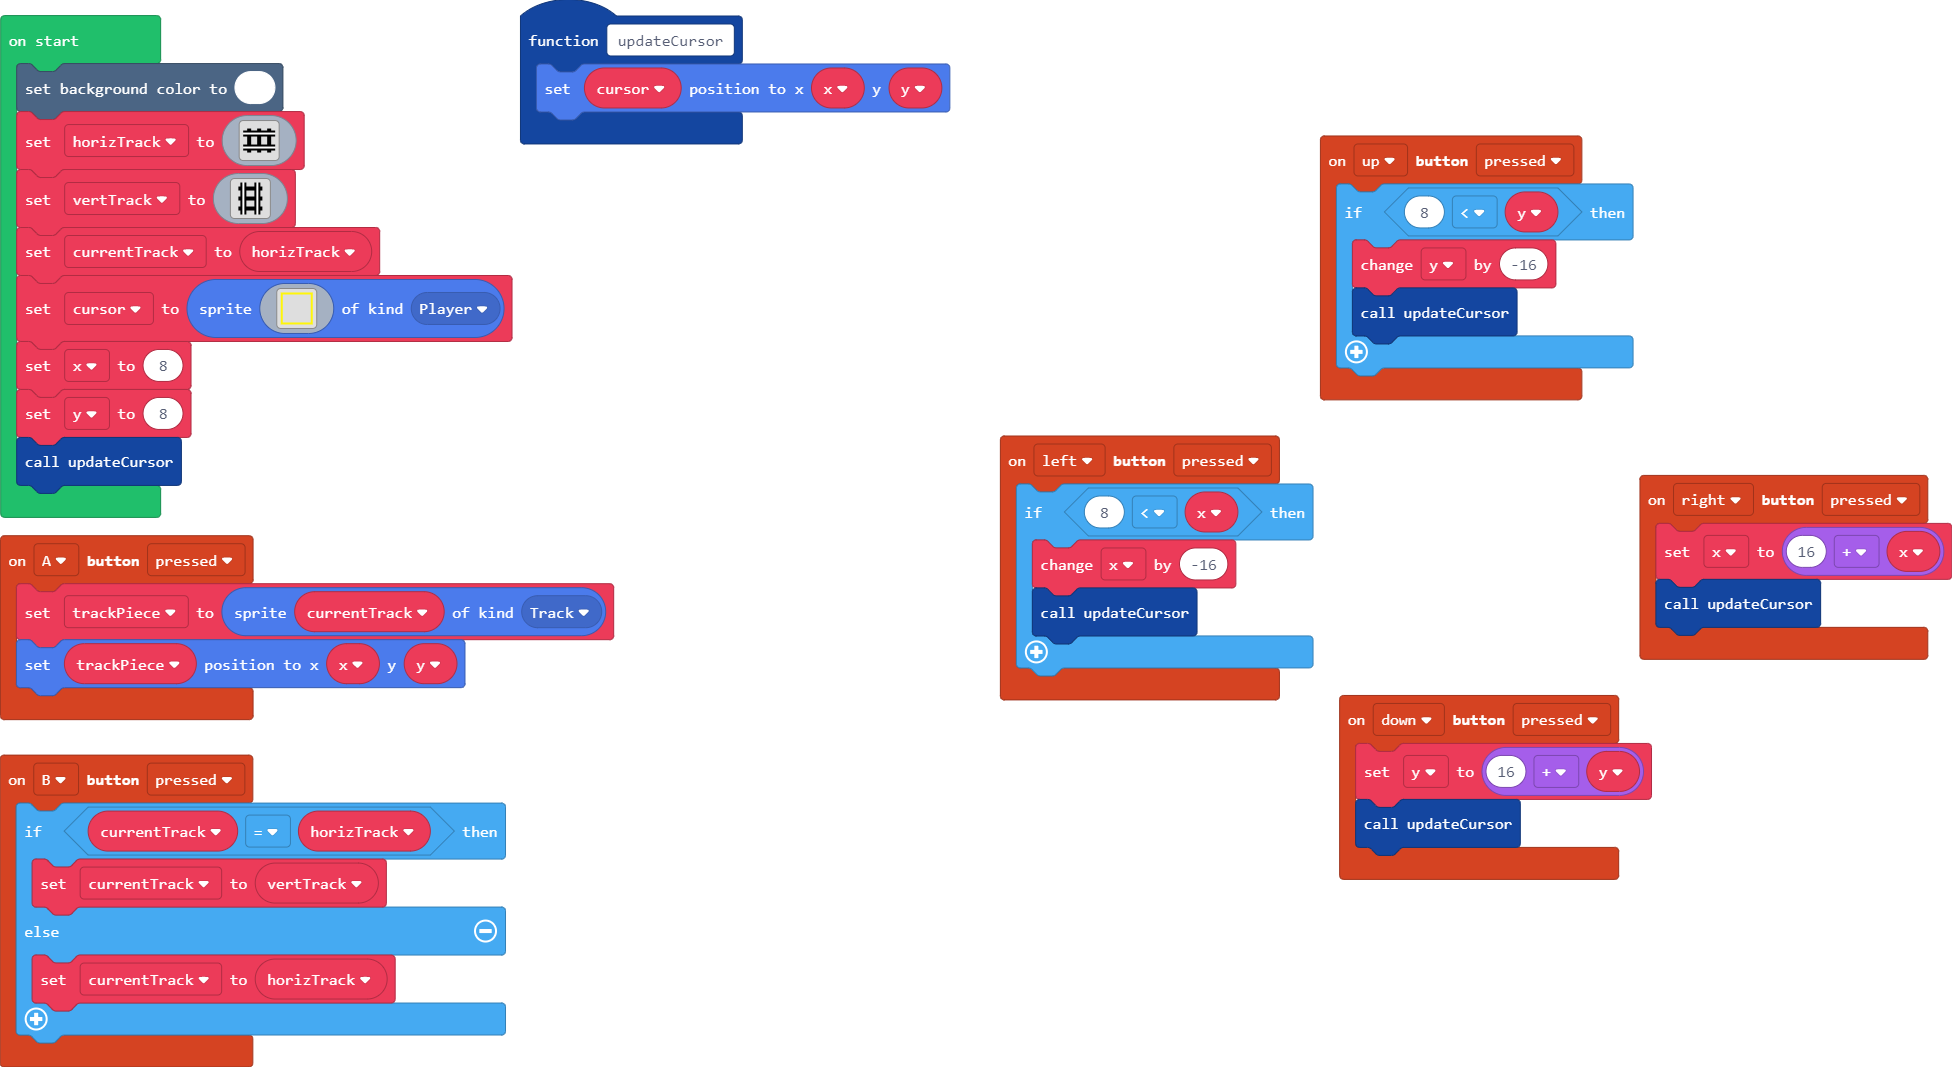 on start
set background color to
set horizTrack to
set vertTrack to
set currentTrack to horizTrack
set cursor to sprite of kind Player
set x to 8
set y to 8
call updateCursor
function updateCursor
set cursor position to x x y y
on A button pressed
set trackPiece to sprite currentTrack of kind Track
set trackPiece position to x x y y
on B button pressed
if currentTrack = horizTrack then
set currentTrack to vertTrack
else
set currentTrack to horizTrack
on up button pressed
if 8 < y then
change y by -16
call updateCursor
on left button pressed
if 8 < x then
change x by -16
call updateCursor
on right button pressed
set x to 16 + x
call updateCursor
on down button pressed
set y to 16 + y
call updateCursor